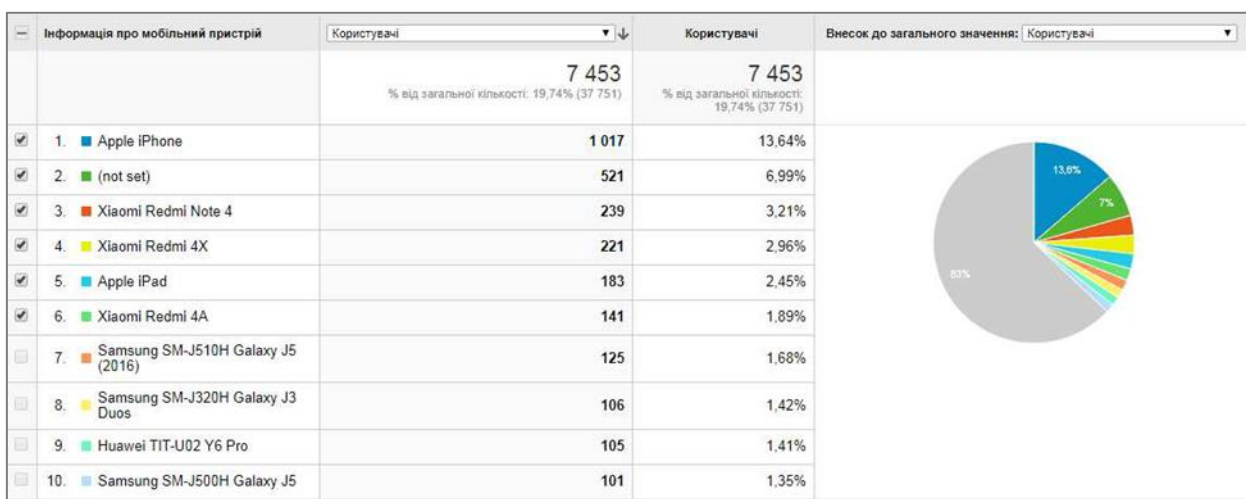 Інформація про мобільний пристрій Користувачі Користувачі Внесок до загального значення: Користувачі
7 453 7 453
% від загальної кількості: 19,74% (37 751) % від загальної кількості:
19,74% (37 751)
1. Apple iPhone 1 017 13,64%
2. (not set) 521 6,99%
3. Xiaomi Redmi Note 4 239 3,21%
4. Xiaomi Redmi 4X 221 2,96%
5. Apple iPad 183 2,45%
6. Xiaomi Redmi 4A 141 1,89%
7. Samsung SM-J510H Galaxy J5
(2016) 125 1,68%
8. Samsung SM-J320H Galaxy J3
Duos 106 1,42%
9. Huawei TIT-U02 Y6 Pro 105 1,41%
10. Samsung SM-J500H Galaxy J5 101 1,35%
13,6%
7%